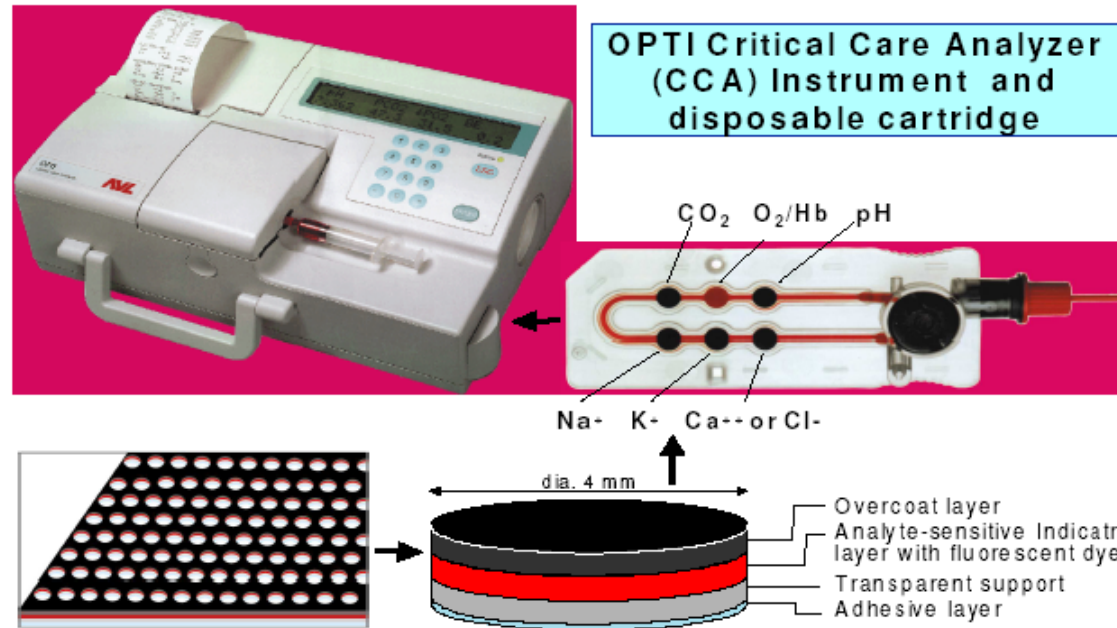 OPTI Critical Care Analyzer
(CCA) Instrument and
disposable cartridge
OPTI
AVL
CO₂ O₂/Hb pH
Na+ K+ Ca++ or Cl-
dia. 4 mm
Overcoat layer
Analyte-sensitive Indicatr
layer with fluorescent dye
Transparent support
Adhesive layer